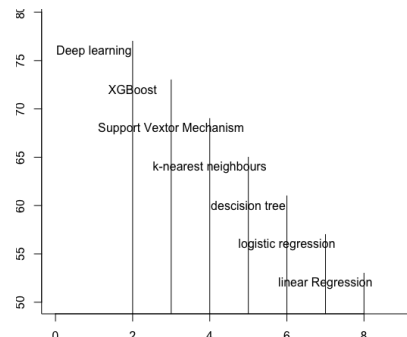 80
75
70
65
60
55
50
Deep learning
XGBoost
Support Vextor Mechanism
k-nearest neighbours
descision tree
logistic regression
linear Regression
0 2 4 6 8